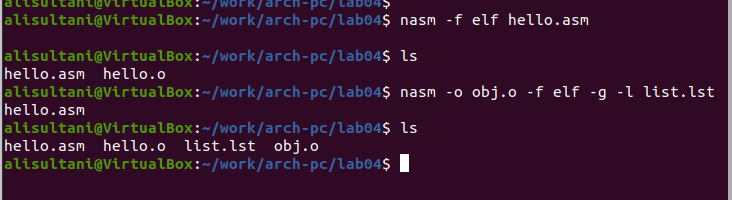 alisultani@VirtualBox:~/work/arch-pc/lab04$
alisultani@VirtualBox:~/work/arch-pc/lab04$ nasm -f elf hello.asm
alisultani@VirtualBox:~/work/arch-pc/lab04$ ls
hello.asm  hello.o
alisultani@VirtualBox:~/work/arch-pc/lab04$ nasm -o obj.o -f elf -g -l list.lst
hello.asm
alisultani@VirtualBox:~/work/arch-pc/lab04$ ls
hello.asm  hello.o  list.lst  obj.o
alisultani@VirtualBox:~/work/arch-pc/lab04$